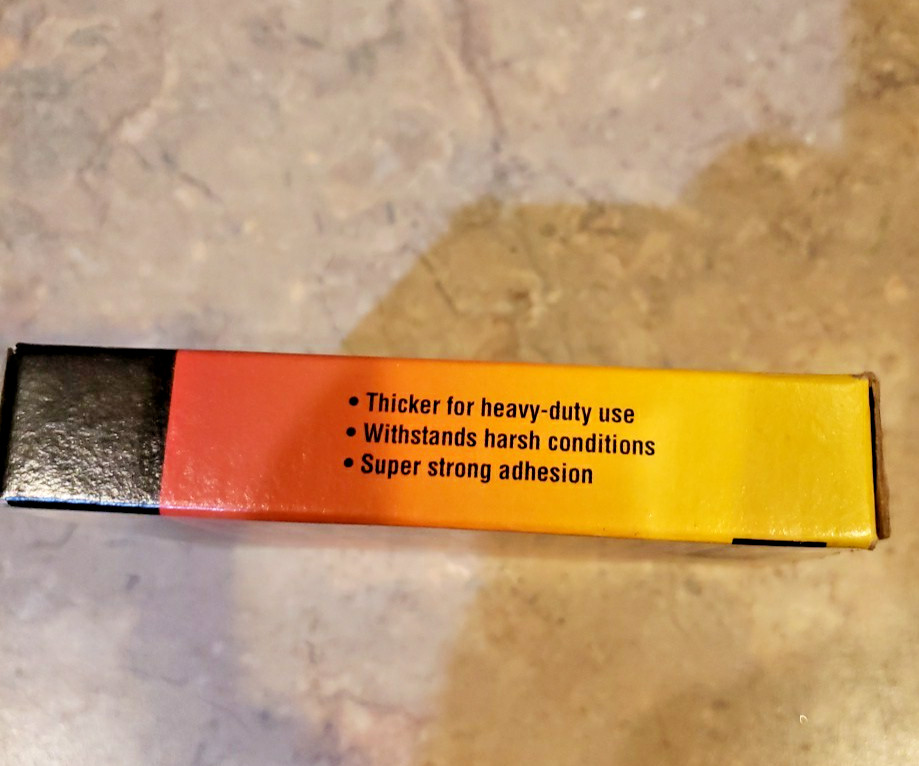 • Thicker for heavy-duty use
• Withstands harsh conditions
• Super strong adhesion